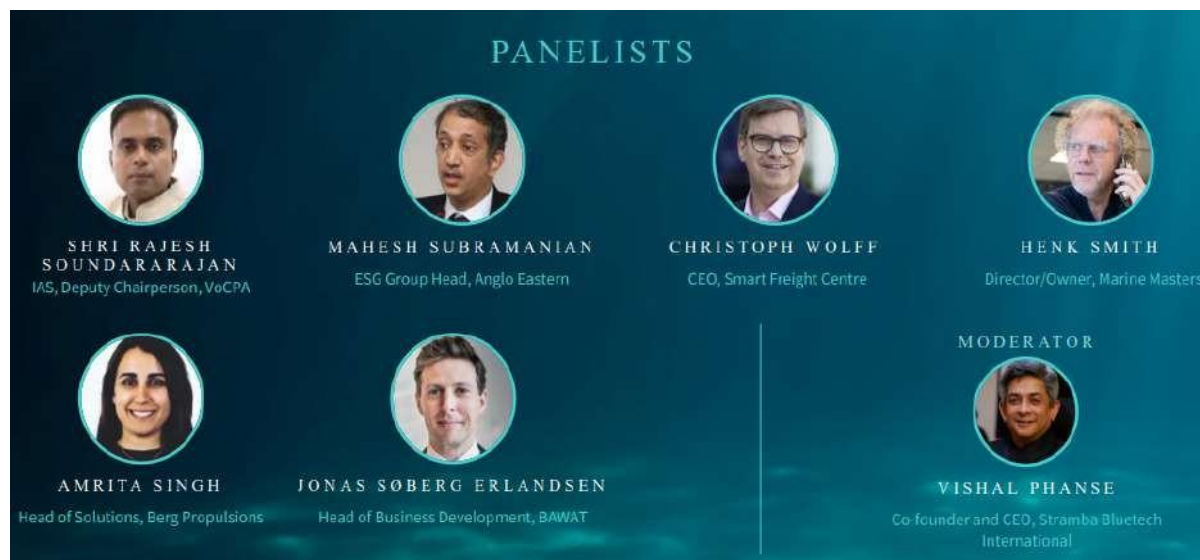 PANELISTS
SHRI RAJESH
SOUNDARARAJAN
IAS, Deputy Chairperson, VoCPA
MAHESH SUBRAMANIAN
ESG Group Head, Anglo Eastern
CHRISTOPH WOLFF
CEO, Smart Freight Centre
HENK SMITH
Director/Owner, Marine Masters
AMRITA SINGH
Head of Solutions, Berg Propulsions
JONAS SØBERG ERLANDSEN
Head of Business Development, BAWAT
MODERATOR
VISHAL PHANSE
Co-founder and CEO, Stramba Bluetech
International